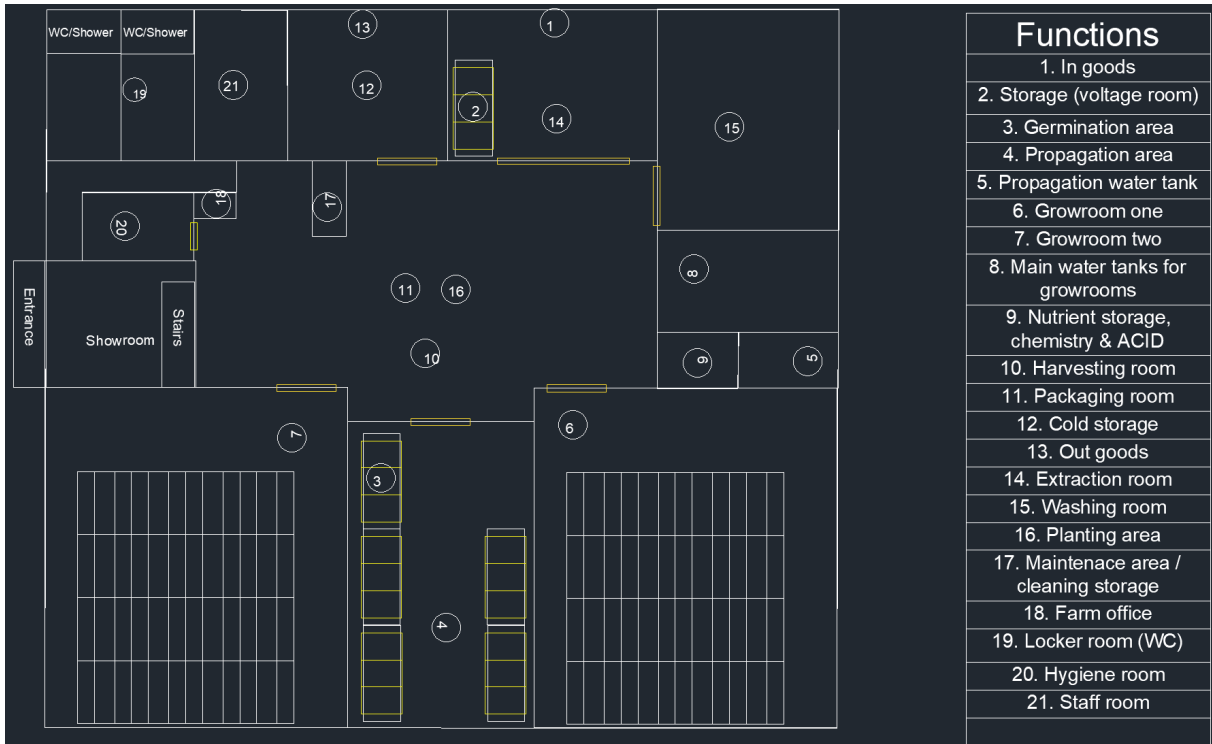 WC/Shower
WC/Shower
13
1
19
21
12
2
14
15
18
17
20
8
11
16
Entrance
Showroom
Stairs
10
9
5
7
6
3
4
Functions
1. In goods
2. Storage (voltage room)
3. Germination area
4. Propagation area
5. Propagation water tank
6. Growroom one
7. Growroom two
8. Main water tanks for
growrooms
9. Nutrient storage,
chemistry & ACID
10. Harvesting room
11. Packaging room
12. Cold storage
13. Out goods
14. Extraction room
15. Washing room
16. Planting area
17. Maintenace area /
cleaning storage
18. Farm office
19. Locker room (WC)
20. Hygiene room
21. Staff room